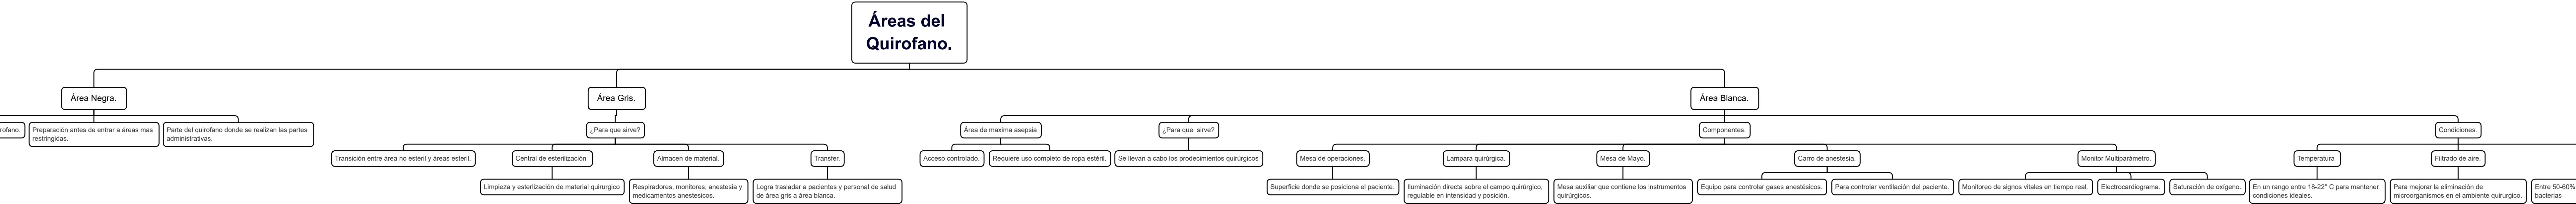 Áreas del
Quirofano.
Área Negra.
Área Gris.
Área Blanca.
Preparación antes de entrar a áreas mas
restringidas.
Parte del quirofano donde se realizan las partes
administrativas.
¿Para que sirve?
Área de maxima asepsia
¿Para que sirve?
Componentes.
Condiciones.
Transición entre área no esteril y áreas esteril.
Central de esterilización
Almacen de material.
Transfer.
Acceso controlado.
Requiere uso completo de ropa estéril.
Se llevan a cabo los prodecimientos quirúrgicos
Mesa de operaciones.
Lampara quirúrgica.
Mesa de Mayo.
Carro de anestesia.
Monitor Multiparámetro.
Temperatura
Filtrado de aire.
Limpieza y esterlización de material quirurgico
Respiradores, monitores, anestesia y
medicamentos anestesicos.
Logra trasladar a pacientes y personal de salud
de área gris a área blanca.
Superficie donde se posiciona el paciente.
Iluminación directa sobre el campo quirúrgico,
regulable en intensidad y posición.
Mesa auxiliar que contiene los instrumentos
quirúrgicos.
Equipo para controlar gases anestésicos.
Para controlar ventilación del paciente.
Monitoreo de signos vitales en tiempo real.
Electrocardiograma.
Saturación de oxígeno.
En un rango entre 18-22° C para mantener
condiciones ideales.
Para mejorar la eliminación de
microorganismos en el ambiente quirurgico.
Entre 50-60%
bacterias